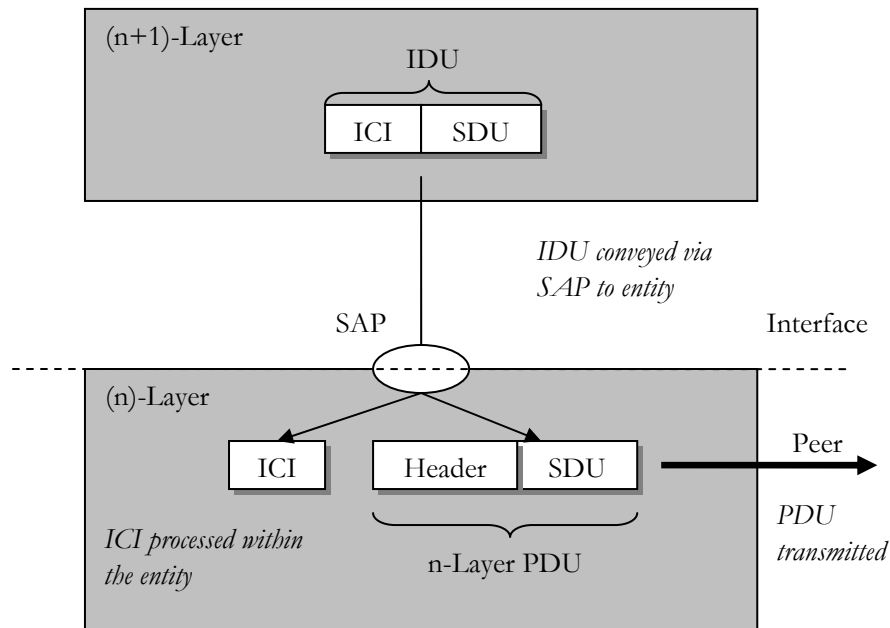 (n+1)-Layer
IDU
ICI
SDU
IDU conveyed via
SAP to entity
SAP
Interface
(n)-Layer
ICI
Header
SDU
Peer
ICI processed within
the entity
n-Layer PDU
PDU
transmitted